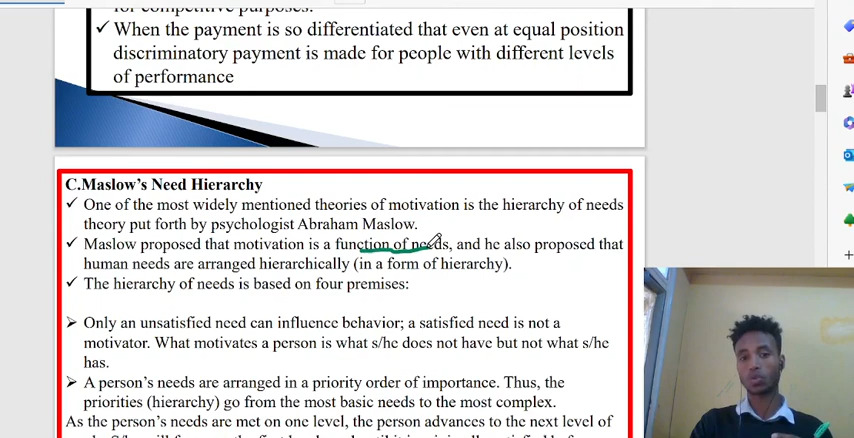 for competitive purposes.
✓ When the payment is so differentiated that even at equal position
discriminatory payment is made for people with different levels
of performance
C.Maslow's Need Hierarchy
✓ One of the most widely mentioned theories of motivation is the hierarchy of needs
theory put forth by psychologist Abraham Maslow.
✓ Maslow proposed that motivation is a function of needs, and he also proposed that
human needs are arranged hierarchically (in a form of hierarchy).
✓ The hierarchy of needs is based on four premises:
➢ Only an unsatisfied need can influence behavior; a satisfied need is not a
motivator. What motivates a person is what s/he does not have but not what s/he
has.
➢ A person's needs are arranged in a priority order of importance. Thus, the
priorities (hierarchy) go from the most basic needs to the most complex.
As the person's needs are met on one level, the person advances to the next level of